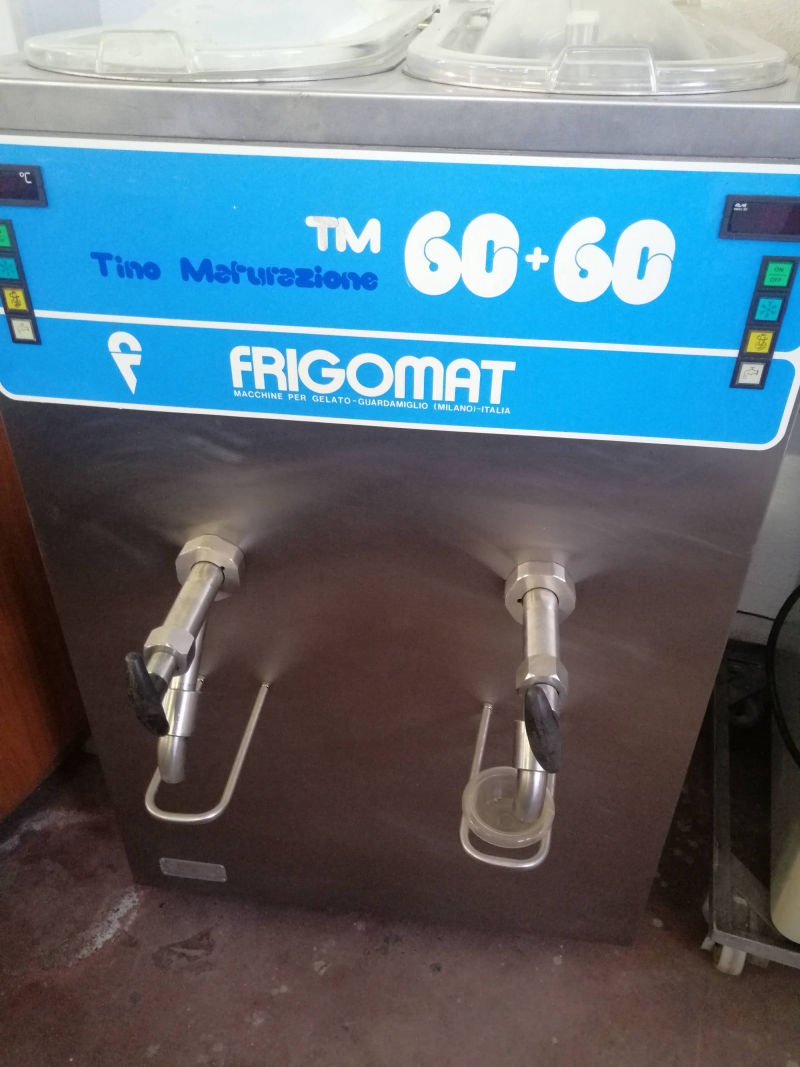 °C
TM 60+60
Tino Maturazione
ON
OFF
FRIGOMAT
MACCHINE PER GELATO-GUARDAMIGLIO (MILANO)-ITALIA